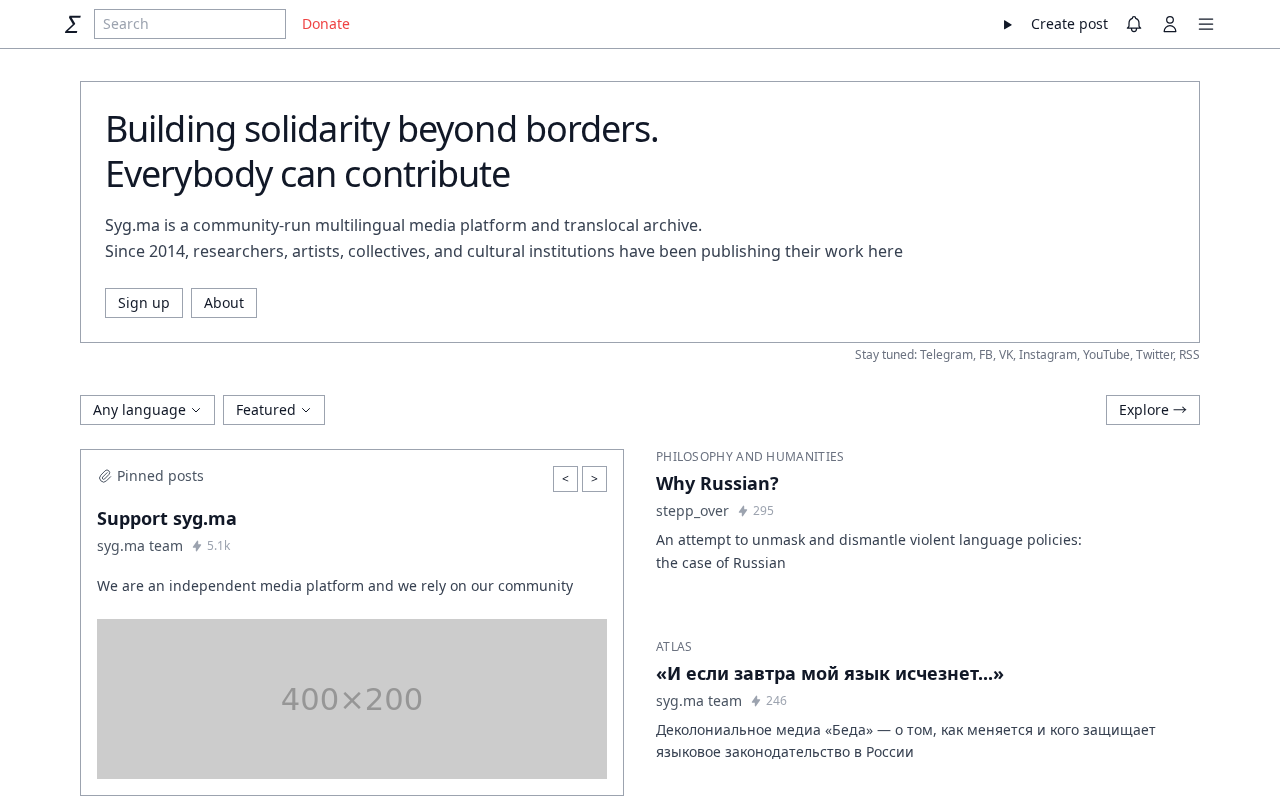 Σ Search Donate Create post
Building solidarity beyond borders.
Everybody can contribute
Syg.ma is a community-run multilingual media platform and translocal archive.
Since 2014, researchers, artists, collectives, and cultural institutions have been publishing their work here
Sign up About
Stay tuned: Telegram, FB, VK, Instagram, YouTube, Twitter, RSS
Any language Featured Explore →
Pinned posts < >
Support syg.ma
syg.ma team 5.1k
We are an independent media platform and we rely on our community
400×200
PHILOSOPHY AND HUMANITIES
Why Russian?
stepp_over 295
An attempt to unmask and dismantle violent language policies:
the case of Russian
ATLAS
«И если завтра мой язык исчезнет...»
syg.ma team 246
Деколониальное медиа «Беда» — о том, как меняется и кого защищает
языковое законодательство в России